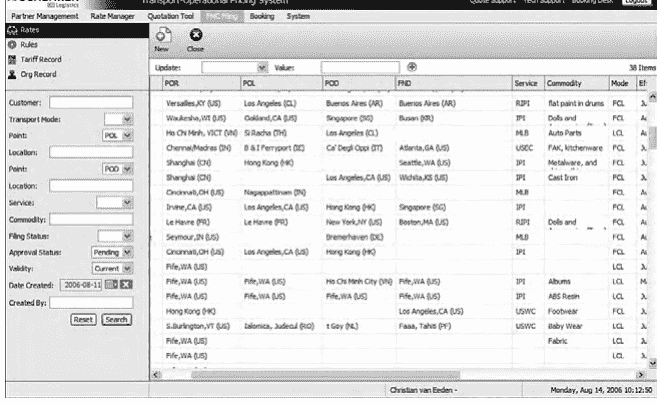 Transport-Operational Pricing System
Quote Support Tech Support Booking Desk Logout
Logistics
Partner Management Rate Manager Quotation Tool FMC Filing Booking System
Rates
Rules
Tariff Record
Org Record
New Close
Update: Value: 38 Items
POR POL POD FND Service Commodity Mode
Versailles,KY (US) Los Angeles (CL) Buenos Aires (AR) Buenos Aires (AR) RIPI flat paint in drums FCL
Waukesha,WI (US) Oakland,CA (US) Singapore (SG) Busan (KR) IPI Dolls and FCL
Ho Chi Minh, VICT (VN) Si Racha (TH) Los Angeles (CL) MLB Auto Parts LCL
Chennai/Madras (IN) B & I Ferryport (IE) Ca' Degli Oppi (IT) Atlanta,GA (US) USEC FAK, kitchenware FCL
Shanghai (CN) Hong Kong (HK) Seattle,WA (US) IPI Metalware, and FCL
Shanghai (CN) Los Angeles,CA (US) Wichita,KS (US) IPI Cast Iron FCL
Cincinnati,OH (US) Nagappattinam (IN) MLB FCL
Irvine,CA (US) Los Angeles,CA (US) Hong Kong (HK) Singapore (SG) IPI FCL
Le Havre (FR) Le Havre (FR) New York,NY (US) Boston,MA (US) RIPI Dolls and FCL
Seymour,IN (US) Bremerhaven (DE) MLB FCL
Cincinnati,OH (US) Los Angeles,CA (US) Hong Kong (HK) IPI FCL
Fife,WA (US) LCL
Fife,WA (US) Fife,WA (US) Ho Chi Minh City (VN) Fife,WA (US) IPI Albums LCL
Fife,WA (US) Fife,WA (US) Fife,WA (US) Fife,WA (US) IPI ABS Resin LCL
Hong Kong (HK) Los Angeles,CA (US) USWC Footwear FCL
S.Burlington,VT (US) Ialomica, Judecul (RO) t Goy (NL) Faaa, Tahiti (PF) USWC Baby Wear LCL
Fife,WA (US) Fabric LCL
Fife,WA (US) LCL
Customer:
Transport Mode:
Point: POL
Location:
Point: POD
Location:
Service:
Commodity:
Filing Status:
Approval Status: Pending
Validity: Current
Date Created: 2006-08-11
Created By:
Reset Search
Christian van Eeden - Monday, Aug 14, 2006 10:12:50